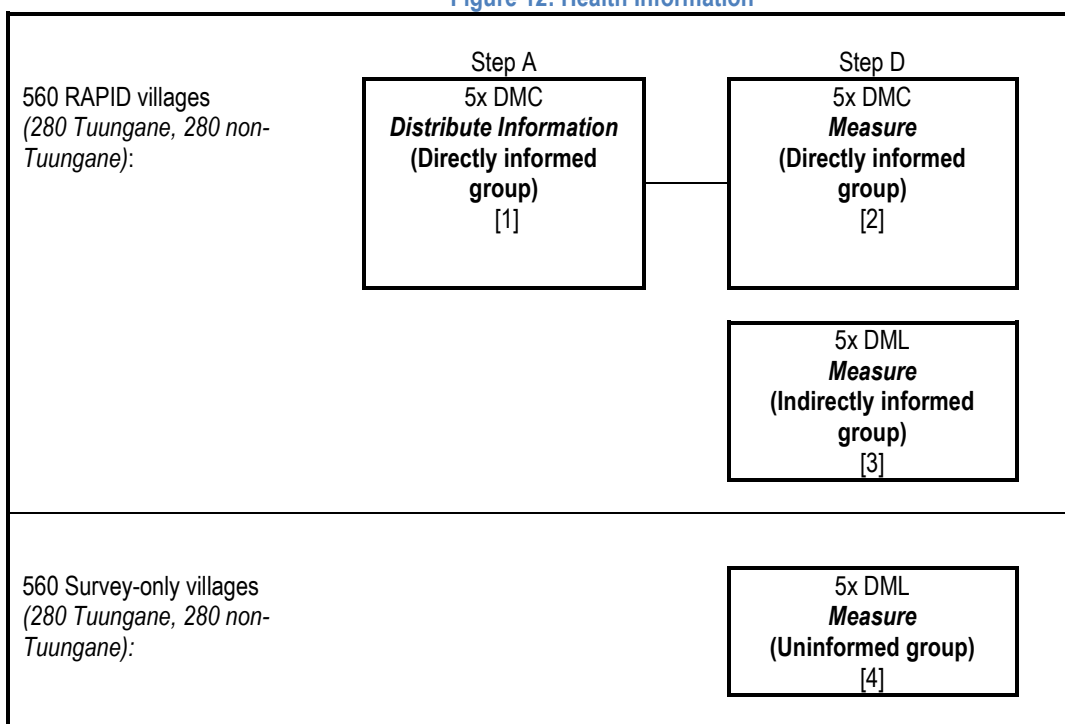 Figure 12: Health Information
Step A
Step D
560 RAPID villages
(280 Tuungane, 280 non-
Tuungane):
5x DMC
Distribute Information
(Directly informed
group)
[1]
5x DMC
Measure
(Directly informed
group)
[2]
5x DML
Measure
(Indirectly informed
group)
[3]
560 Survey-only villages
(280 Tuungane, 280 non-
Tuungane):
5x DML
Measure
(Uninformed group)
[4]